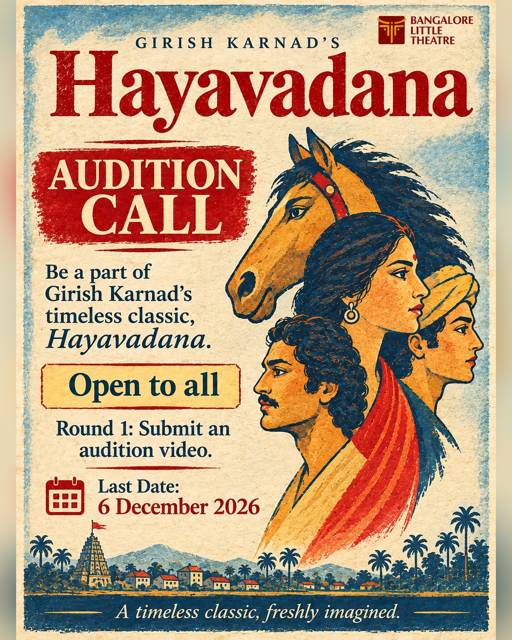 BANGALORE
LITTLE
THEATRE
GIRISH KARNAD'S
Hayavadana
AUDITION
CALL
Be a part of
Girish Karnad's
timeless classic,
Hayavadana.
Open to all
Round 1: Submit an
audition video.
Last Date:
6 December 2026
A timeless classic, freshly imagined.